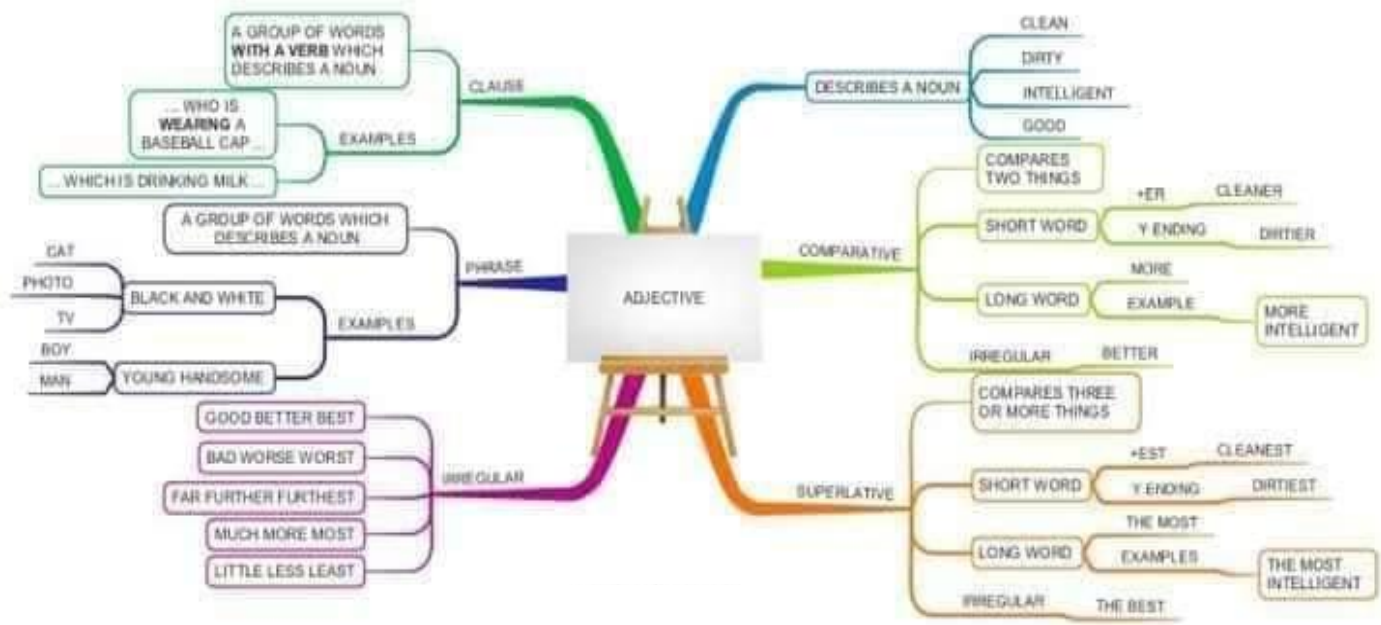 ADJECTIVE
DESCRIBES A NOUN
CLEAN
DIRTY
INTELLIGENT
GOOD
COMPARATIVE
COMPARES
TWO THINGS
SHORT WORD
+ER
CLEANER
Y ENDING
DIRTIER
LONG WORD
MORE
EXAMPLE
MORE
INTELLIGENT
IRREGULAR
BETTER
SUPERLATIVE
COMPARES THREE
OR MORE THINGS
SHORT WORD
+EST
CLEANEST
Y ENDING
DIRTIEST
LONG WORD
THE MOST
EXAMPLES
THE MOST
INTELLIGENT
IRREGULAR
THE BEST
CLAUSE
A GROUP OF WORDS
WITH A VERB WHICH
DESCRIBES A NOUN
EXAMPLES
... WHO IS
WEARING A
BASEBALL CAP ...
... WHICH IS DRINKING MILK ...
PHRASE
A GROUP OF WORDS WHICH
DESCRIBES A NOUN
EXAMPLES
BLACK AND WHITE
CAT
PHOTO
TV
YOUNG HANDSOME
BOY
MAN
IRREGULAR
GOOD BETTER BEST
BAD WORSE WORST
FAR FURTHER FURTHEST
MUCH MORE MOST
LITTLE LESS LEAST